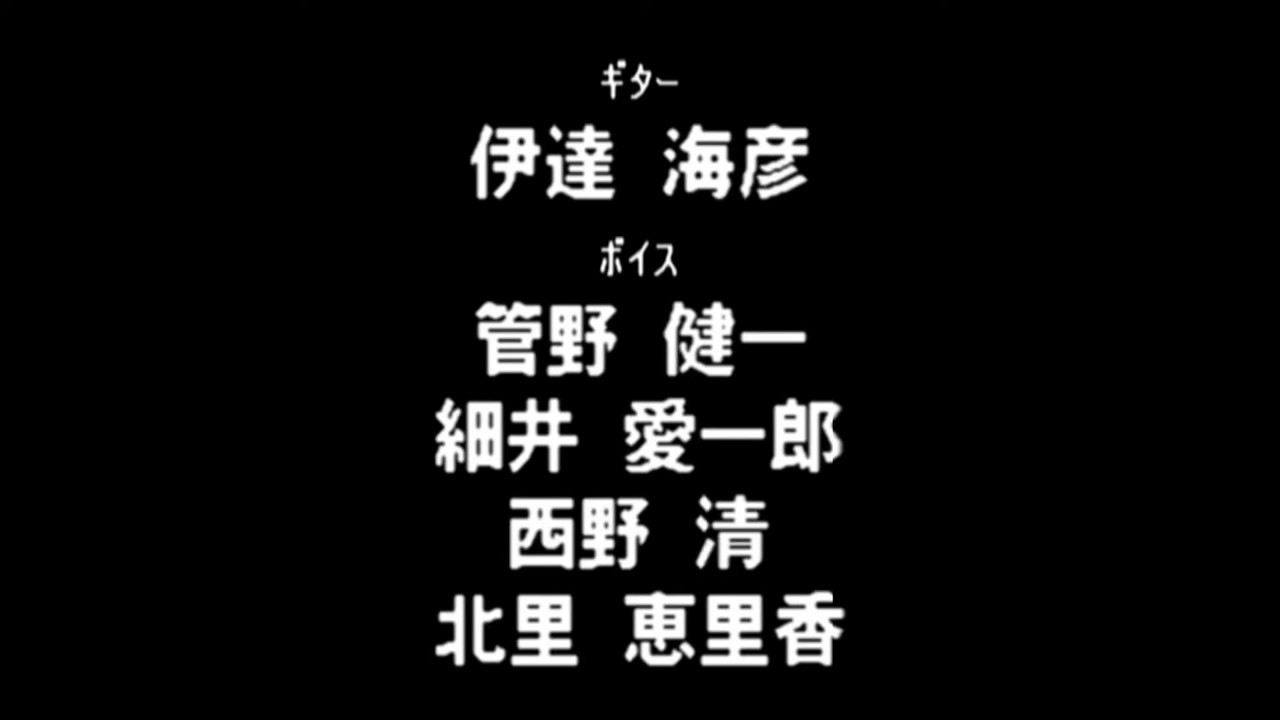 ギター
伊達 海彦
ボイス
管野 健一
細井 愛一郎
西野 清
北里 恵里香